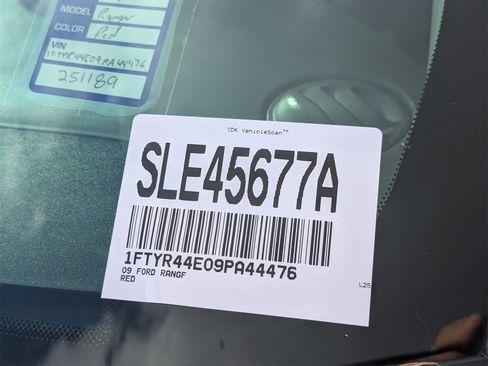 MODEL Ranger
COLOR Red
VIN
1FTYR44E09PA44476
251189
CDK VehicleScan™
SLE45677A
1FTYR44E09PA44476
09 FORD RANGF
RED
L25